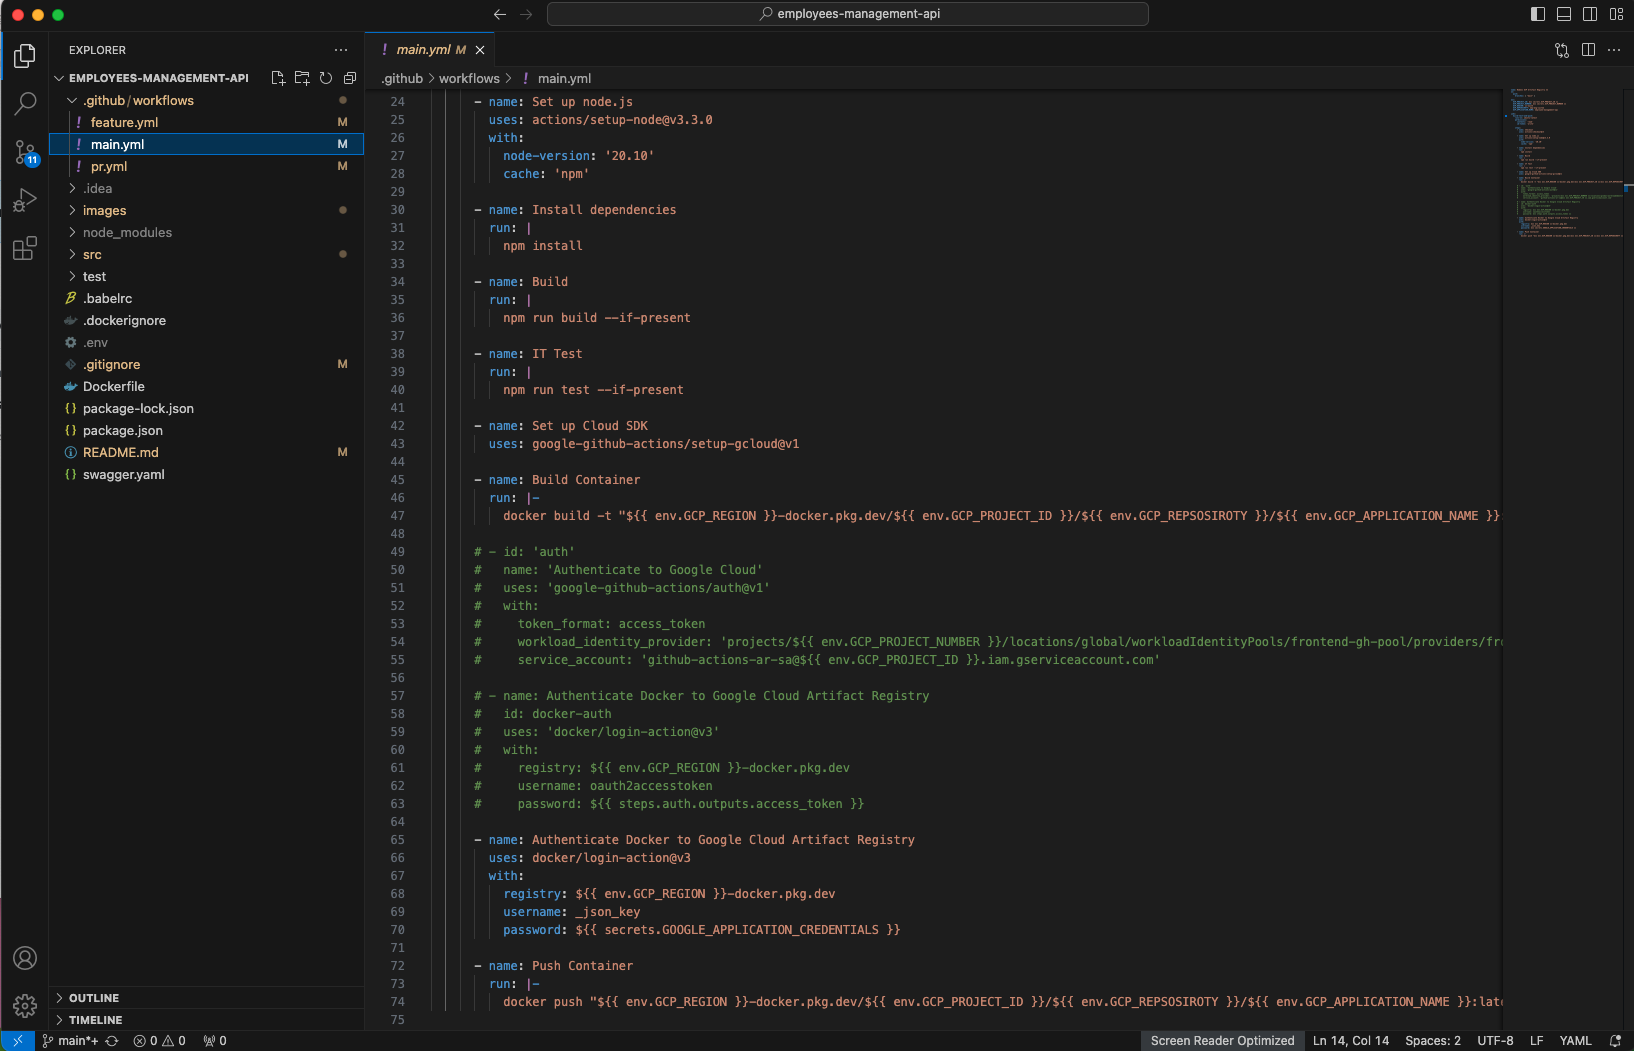 employees-management-api
EXPLORER
EMPLOYEES-MANAGEMENT-API
.github/workflows
feature.yml M
main.yml M
pr.yml M
.idea
images
node_modules
src
test
.babelrc
.dockerignore
.env
.gitignore M
Dockerfile
package-lock.json
package.json
README.md M
swagger.yaml
OUTLINE
TIMELINE
11
! main.yml M
.github > workflows > ! main.yml
24 - name: Set up node.js
25 uses: actions/setup-node@v3.3.0
26 with:
27 node-version: '20.10'
28 cache: 'npm'
29
30 - name: Install dependencies
31 run: |
32 npm install
33
34 - name: Build
35 run: |
36 npm run build --if-present
37
38 - name: IT Test
39 run: |
40 npm run test --if-present
41
42 - name: Set up Cloud SDK
43 uses: google-github-actions/setup-gcloud@v1
44
45 - name: Build Container
46 run: |-
47 docker build -t "${{ env.GCP_REGION }}-docker.pkg.dev/${{ env.GCP_PROJECT_ID }}/${{ env.GCP_REPSOSIROTY }}/${{ env.GCP_APPLICATION_NAME }}
48
49 # - id: 'auth'
50 # name: 'Authenticate to Google Cloud'
51 # uses: 'google-github-actions/auth@v1'
52 # with:
53 # token_format: access_token
54 # workload_identity_provider: 'projects/${{ env.GCP_PROJECT_NUMBER }}/locations/global/workloadIdentityPools/frontend-gh-pool/providers/fro
55 # service_account: 'github-actions-ar-sa@${{ env.GCP_PROJECT_ID }}.iam.gserviceaccount.com'
56
57 # - name: Authenticate Docker to Google Cloud Artifact Registry
58 # id: docker-auth
59 # uses: 'docker/login-action@v3'
60 # with:
61 # registry: ${{ env.GCP_REGION }}-docker.pkg.dev
62 # username: oauth2accesstoken
63 # password: ${{ steps.auth.outputs.access_token }}
64
65 - name: Authenticate Docker to Google Cloud Artifact Registry
66 uses: docker/login-action@v3
67 with:
68 registry: ${{ env.GCP_REGION }}-docker.pkg.dev
69 username: _json_key
70 password: ${{ secrets.GOOGLE_APPLICATION_CREDENTIALS }}
71
72 - name: Push Container
73 run: |-
74 docker push "${{ env.GCP_REGION }}-docker.pkg.dev/${{ env.GCP_PROJECT_ID }}/${{ env.GCP_REPSOSIROTY }}/${{ env.GCP_APPLICATION_NAME }}:late
75
main*+ 0 0 0 Screen Reader Optimized Ln 14, Col 14 Spaces: 2 UTF-8 LF YAML